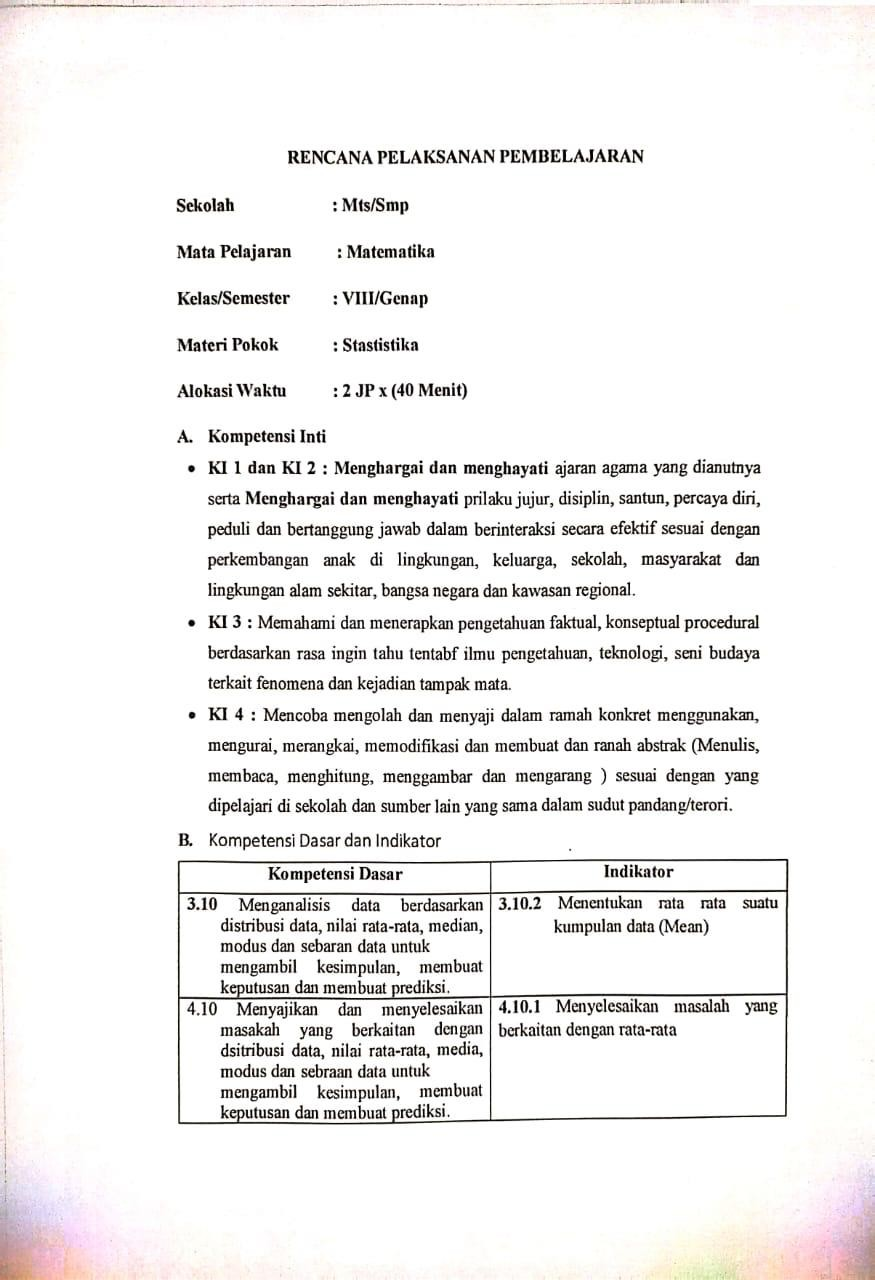 RENCANA PELAKSANAN PEMBELAJARAN
Sekolah : Mts/Smp
Mata Pelajaran : Matematika
Kelas/Semester : VIII/Genap
Materi Pokok : Stastistika
Alokasi Waktu : 2 JP x (40 Menit)
A. Kompetensi Inti
• KI 1 dan KI 2 : Menghargai dan menghayati ajaran agama yang dianutnya
serta Menghargai dan menghayati prilaku jujur, disiplin, santun, percaya diri,
peduli dan bertanggung jawab dalam berinteraksi secara efektif sesuai dengan
perkembangan anak di lingkungan, keluarga, sekolah, masyarakat dan
lingkungan alam sekitar, bangsa negara dan kawasan regional.
• KI 3 : Memahami dan menerapkan pengetahuan faktual, konseptual procedural
berdasarkan rasa ingin tahu tentabf ilmu pengetahuan, teknologi, seni budaya
terkait fenomena dan kejadian tampak mata.
• KI 4 : Mencoba mengolah dan menyaji dalam ramah konkret menggunakan,
mengurai, merangkai, memodifikasi dan membuat dan ranah abstrak (Menulis,
membaca, menghitung, menggambar dan mengarang ) sesuai dengan yang
dipelajari di sekolah dan sumber lain yang sama dalam sudut pandang/terori.
B. Kompetensi Dasar dan Indikator
Kompetensi Dasar
Indikator
3.10 Menganalisis data berdasarkan
distribusi data, nilai rata-rata, median,
modus dan sebaran data untuk
mengambil kesimpulan, membuat
keputusan dan membuat prediksi.
3.10.2 Menentukan rata rata suatu
kumpulan data (Mean)
4.10 Menyajikan dan menyelesaikan
masakah yang berkaitan dengan
dsitribusi data, nilai rata-rata, media,
modus dan sebraan data untuk
mengambil kesimpulan, membuat
keputusan dan membuat prediksi.
4.10.1 Menyelesaikan masalah yang
berkaitan dengan rata-rata